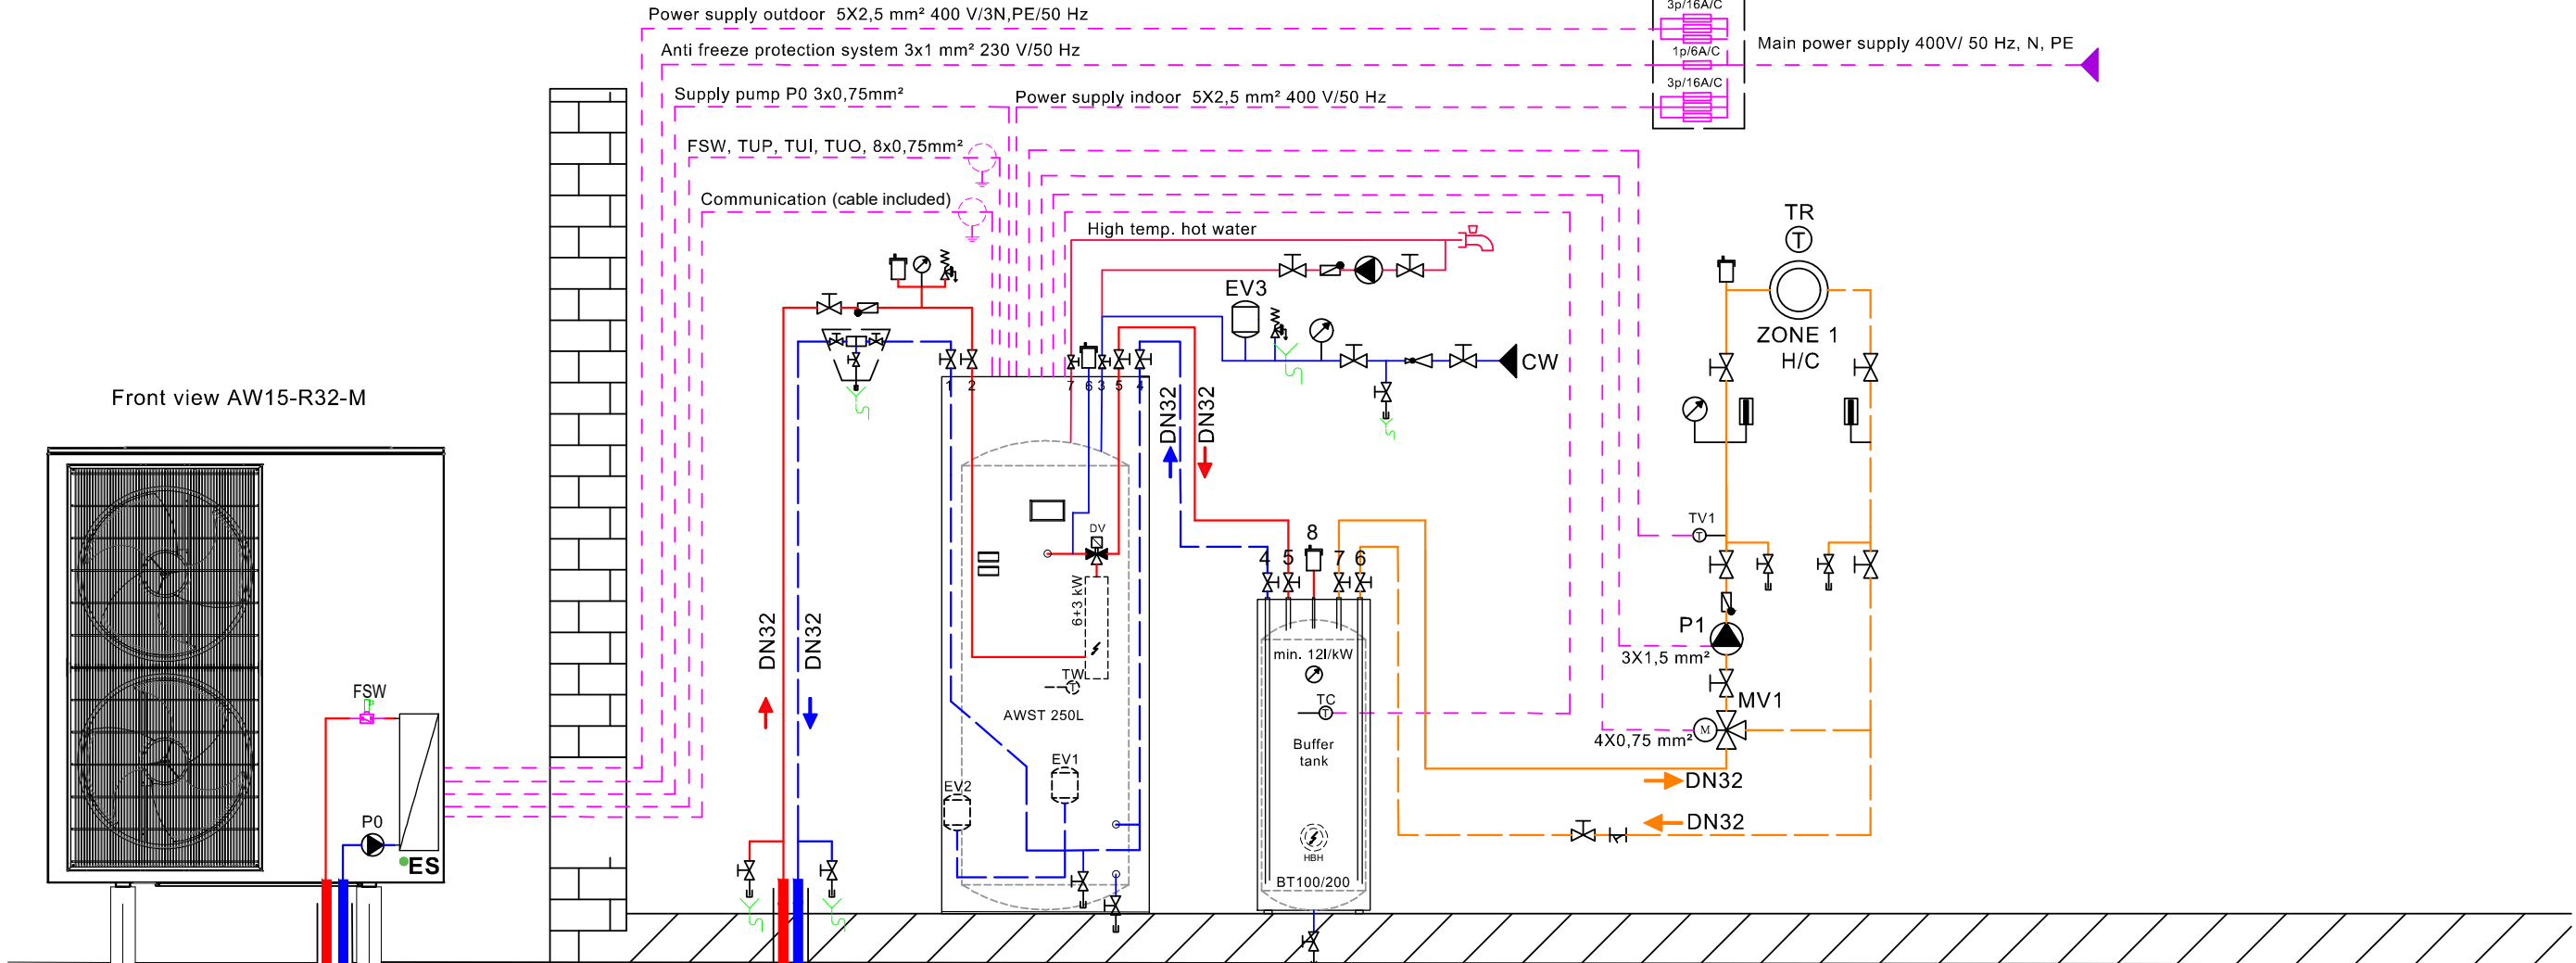 3p/16A/C
Power supply outdoor 5X2,5 mm² 400 V/3N,PE/50 Hz
Anti freeze protection system 3x1 mm² 230 V/50 Hz
1p/6A/C
Main power supply 400V/ 50 Hz, N, PE
3p/16A/C
Supply pump P0 3x0,75mm²
Power supply indoor 5X2,5 mm² 400 V/50 Hz
FSW, TUP, TUI, TUO, 8x0,75mm²
Communication (cable included)
High temp. hot water
TR
T
EV3
ZONE 1
H/C
CW
Front view AW15-R32-M
1 2 7 6 3 5 4
DN32
DN32
DV
8
TV1
T
4 5 7 6
6+3 kW
DN32
DN32
P1
min. 12l/kW
3X1,5 mm²
TW
T
FSW
MV1
TC
T
AWST 250L
M
4X0,75 mm²
Buffer
tank
EV1
EV2
DN32
P0
DN32
HBH
ES
BT100/200